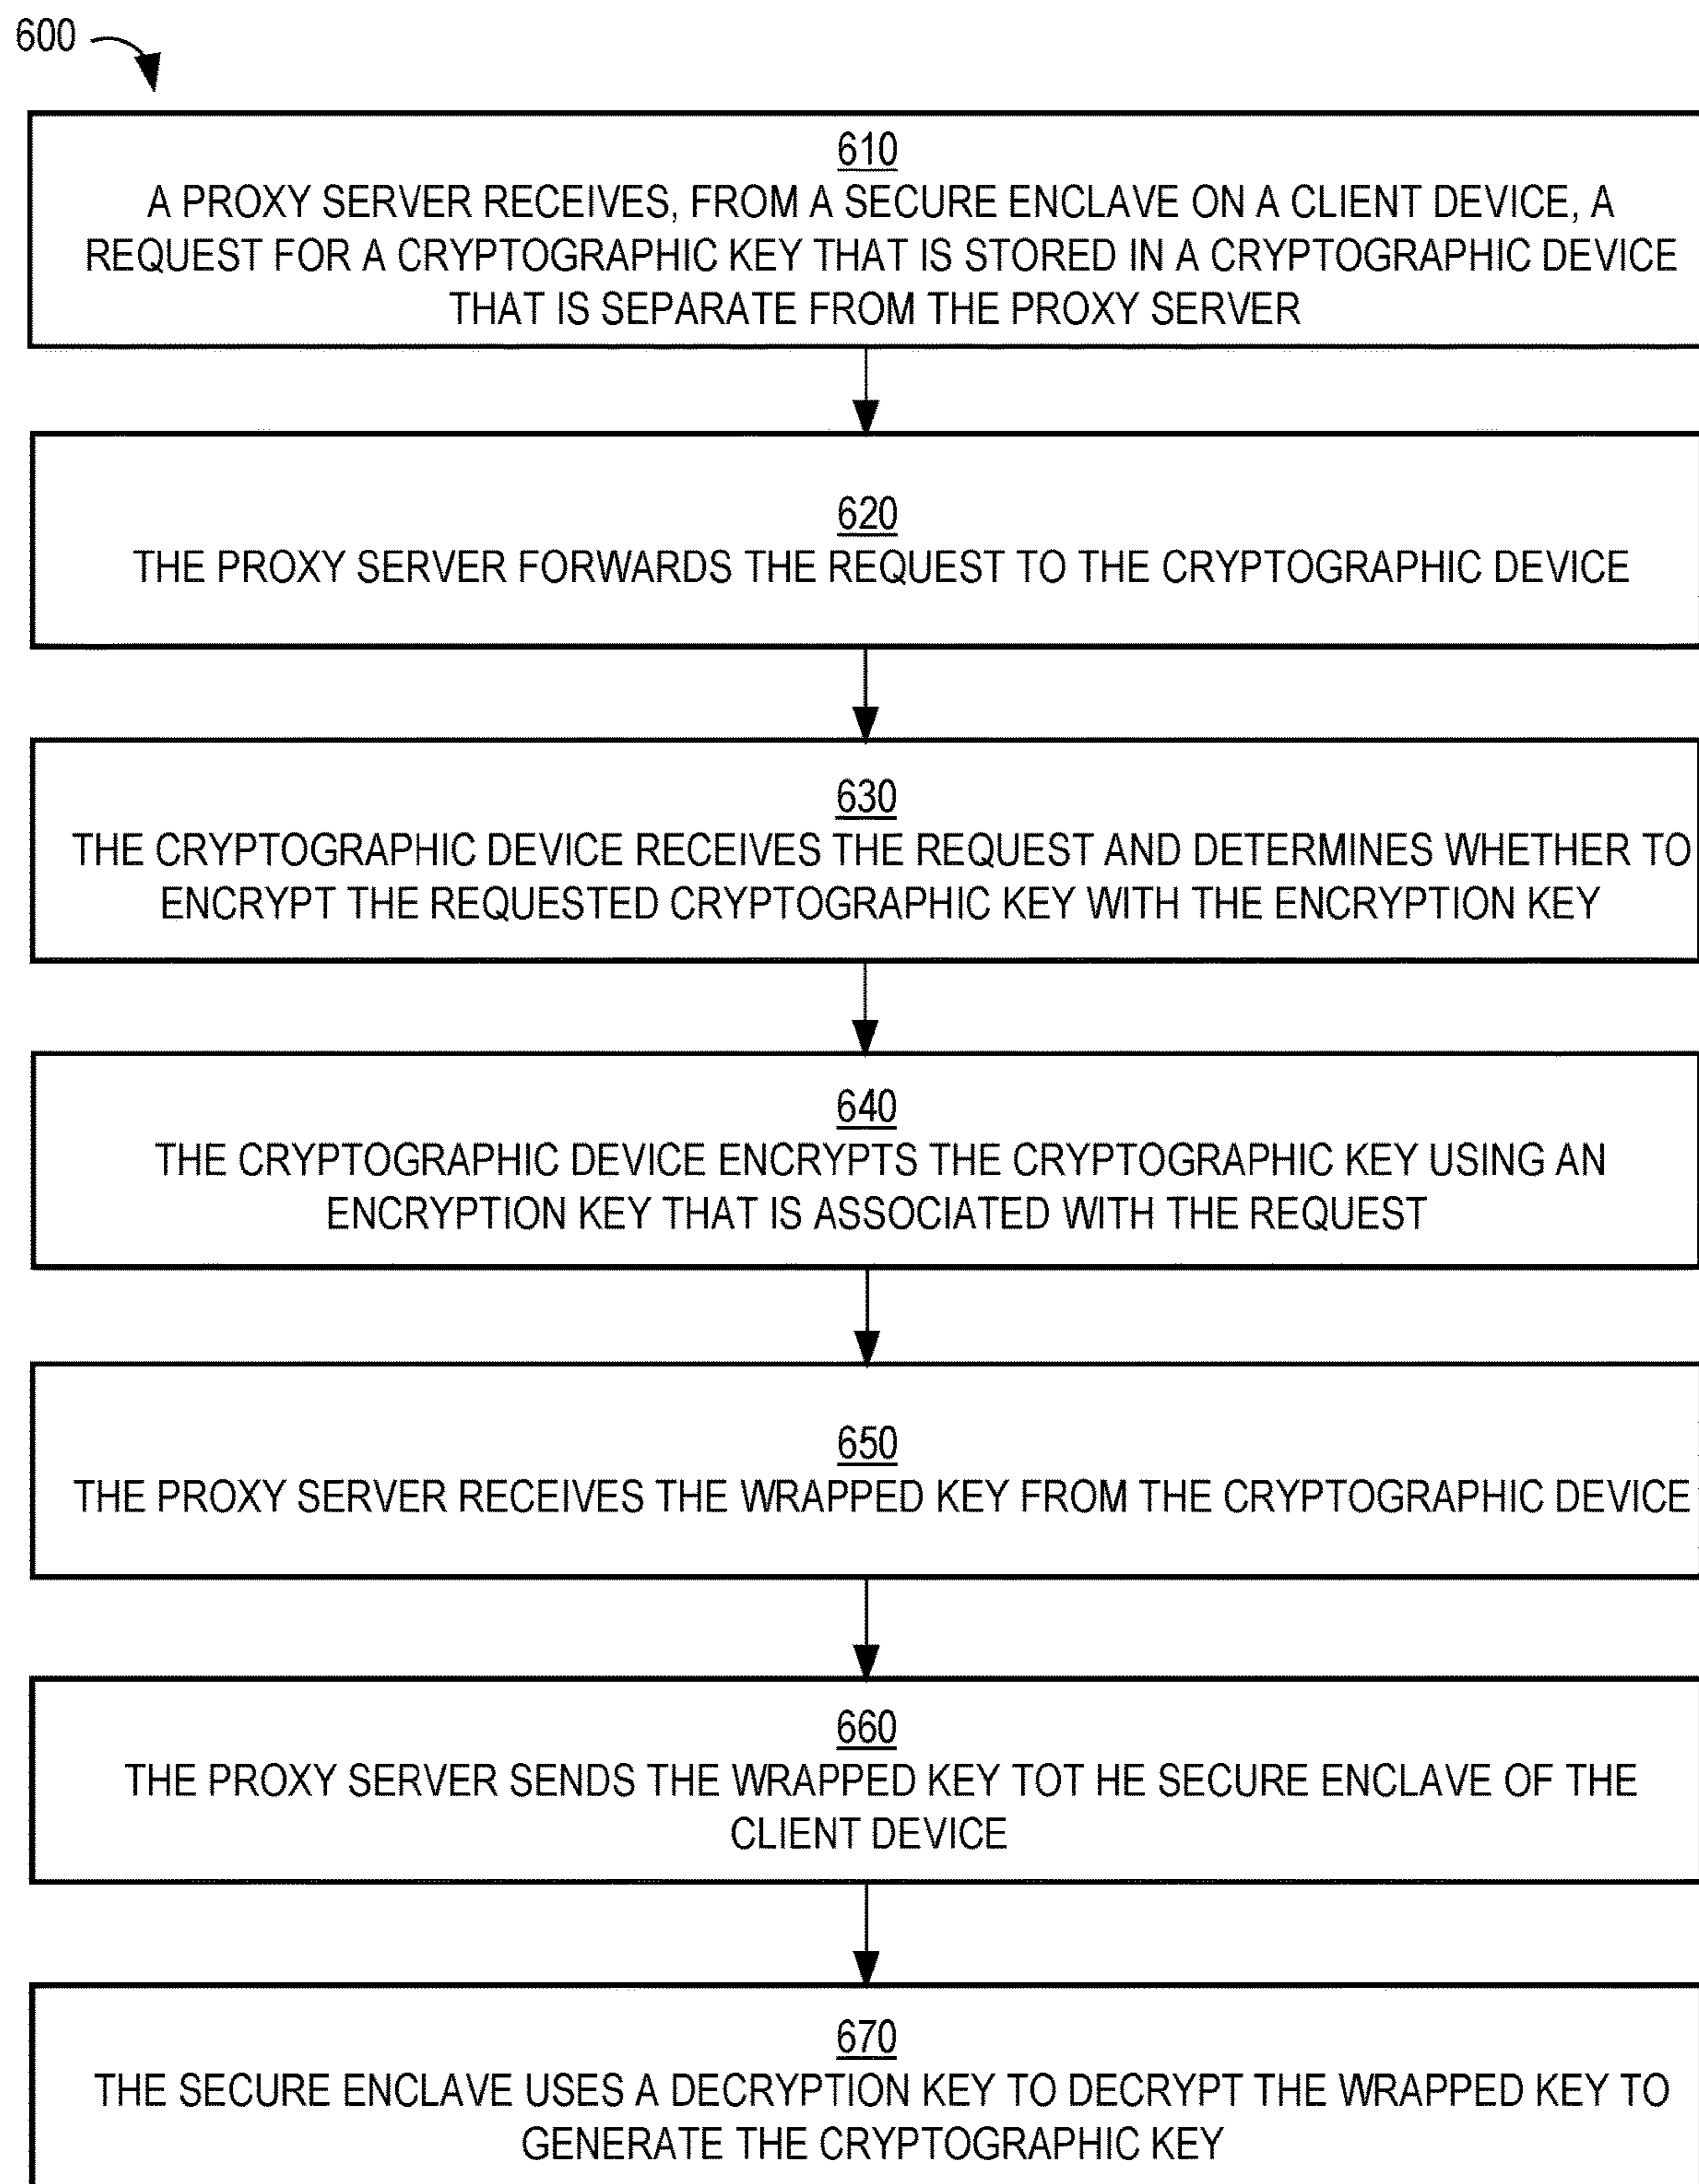 600
610
A PROXY SERVER RECEIVES, FROM A SECURE ENCLAVE ON A CLIENT DEVICE, A
REQUEST FOR A CRYPTOGRAPHIC KEY THAT IS STORED IN A CRYPTOGRAPHIC DEVICE
THAT IS SEPARATE FROM THE PROXY SERVER
620
THE PROXY SERVER FORWARDS THE REQUEST TO THE CRYPTOGRAPHIC DEVICE
630
THE CRYPTOGRAPHIC DEVICE RECEIVES THE REQUEST AND DETERMINES WHETHER TO
ENCRYPT THE REQUESTED CRYPTOGRAPHIC KEY WITH THE ENCRYPTION KEY
640
THE CRYPTOGRAPHIC DEVICE ENCRYPTS THE CRYPTOGRAPHIC KEY USING AN
ENCRYPTION KEY THAT IS ASSOCIATED WITH THE REQUEST
650
THE PROXY SERVER RECEIVES THE WRAPPED KEY FROM THE CRYPTOGRAPHIC DEVICE
660
THE PROXY SERVER SENDS THE WRAPPED KEY TOT HE SECURE ENCLAVE OF THE
CLIENT DEVICE
670
THE SECURE ENCLAVE USES A DECRYPTION KEY TO DECRYPT THE WRAPPED KEY TO
GENERATE THE CRYPTOGRAPHIC KEY